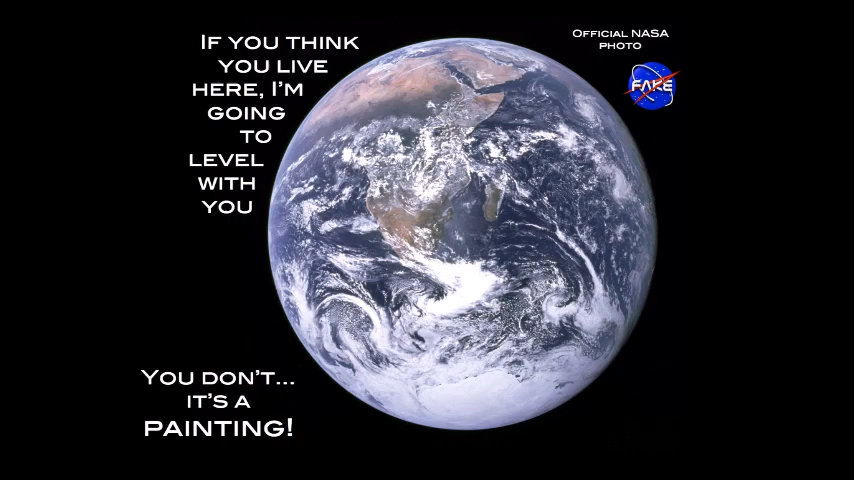 If you think
you live
here, I'm
going
to
level
with
you
Official NASA
photo
FAKE
You don't...
it's a
painting!